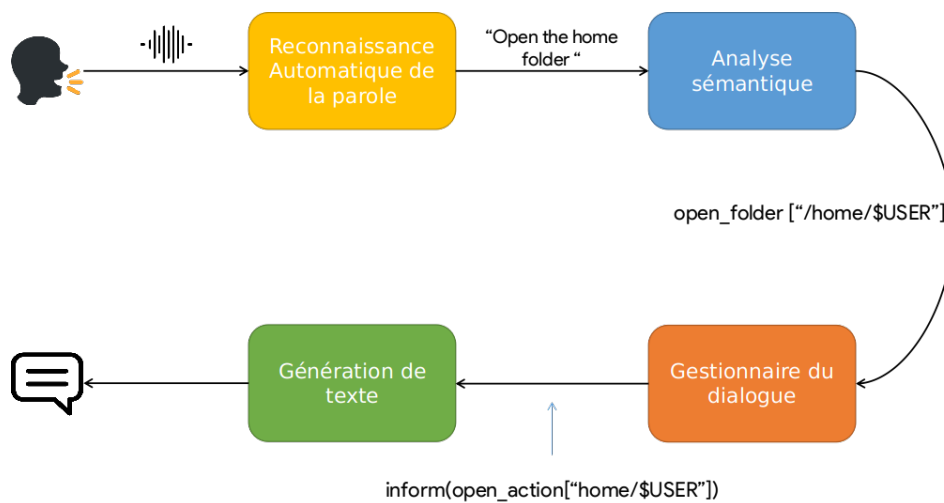 Reconnaissance
Automatique de
la parole
“Open the home
folder “
Analyse
sémantique
open_folder [“/home/$USER”]
Génération de
texte
Gestionnaire du
dialogue
inform(open_action[“home/$USER”])